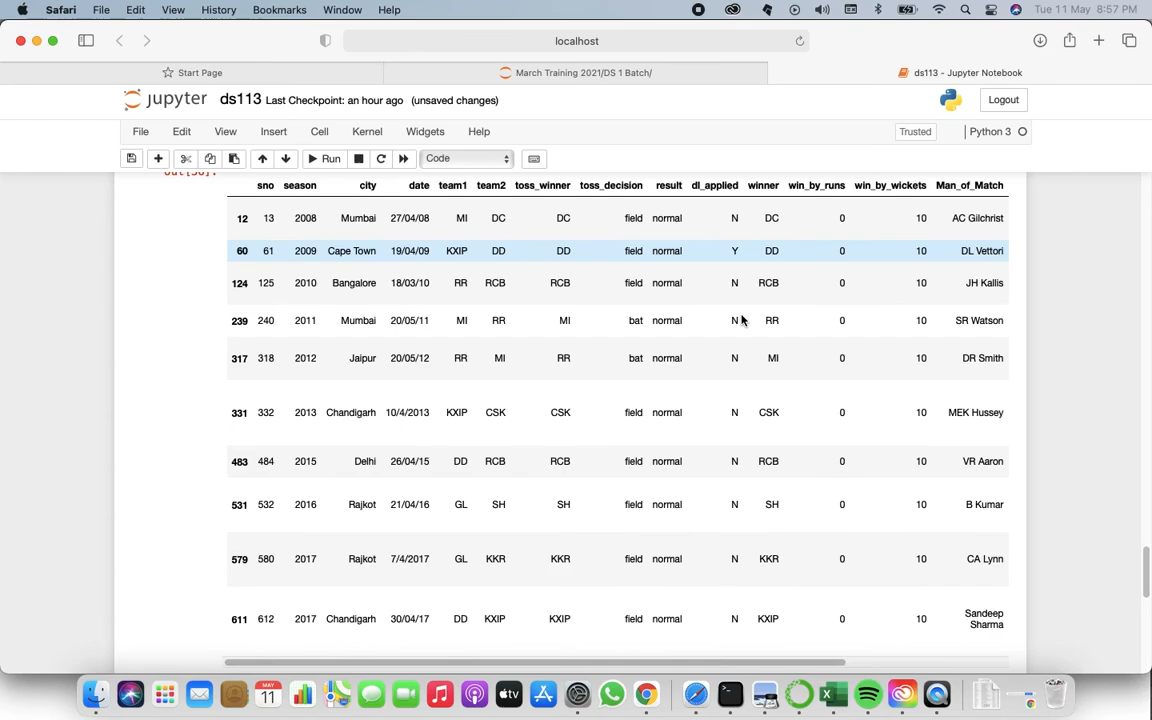 Safari File Edit View History Bookmarks Window Help Tue 11 May 8:57 PM
localhost
Start Page March Training 2021/DS 1 Batch/ ds113 - Jupyter Notebook
jupyter ds113 Last Checkpoint: an hour ago (unsaved changes) Logout
File Edit View Insert Cell Kernel Widgets Help Trusted Python 3
Run Code
sno season city date team1 team2 toss_winner toss_decision result dl_applied winner win_by_runs win_by_wickets Man_of_Match
12 13 2008 Mumbai 27/04/08 MI DC DC field normal N DC 0 10 AC Gilchrist
60 61 2009 Cape Town 19/04/09 KXIP DD DD field normal Y DD 0 10 DL Vettori
124 125 2010 Bangalore 18/03/10 RR RCB RCB field normal N RCB 0 10 JH Kallis
239 240 2011 Mumbai 20/05/11 MI RR MI bat normal N RR 0 10 SR Watson
317 318 2012 Jaipur 20/05/12 RR MI RR bat normal N MI 0 10 DR Smith
331 332 2013 Chandigarh 10/4/2013 KXIP CSK CSK field normal N CSK 0 10 MEK Hussey
483 484 2015 Delhi 26/04/15 DD RCB RCB field normal N RCB 0 10 VR Aaron
531 532 2016 Rajkot 21/04/16 GL SH SH field normal N SH 0 10 B Kumar
579 580 2017 Rajkot 7/4/2017 GL KKR KKR field normal N KKR 0 10 CA Lynn
611 612 2017 Chandigarh 30/04/17 DD KXIP KXIP field normal N KXIP 0 10 Sandeep
Sharma
MAY
11
tv